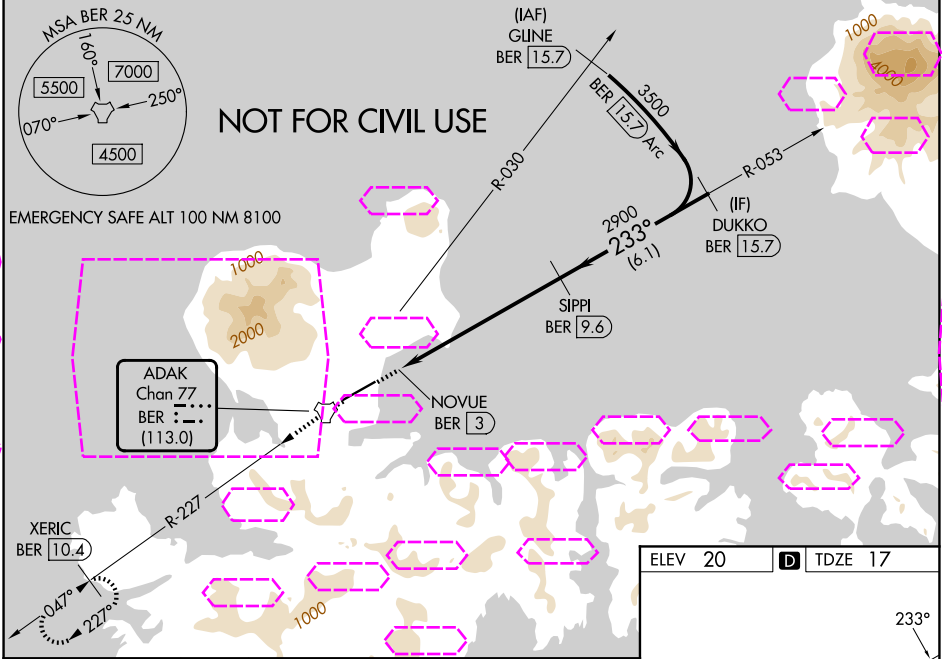 MSA BER 25 NM
160°
5500
7000
070°
250°
4500
EMERGENCY SAFE ALT 100 NM 8100
NOT FOR CIVIL USE
(IAF)
GLINE
BER 15.7
3500
BER 15.7 Arc
R-030
R-053
(IF)
DUKKO
BER 15.7
2900
233°
(6.1)
SIPPI
BER 9.6
1000
4000
1000
2000
ADAK
Chan 77
BER
(113.0)
NOVUE
BER 3
R-227
XERIC
BER 10.4
047°
227°
1000
ELEV 20 D TDZE 17
233°